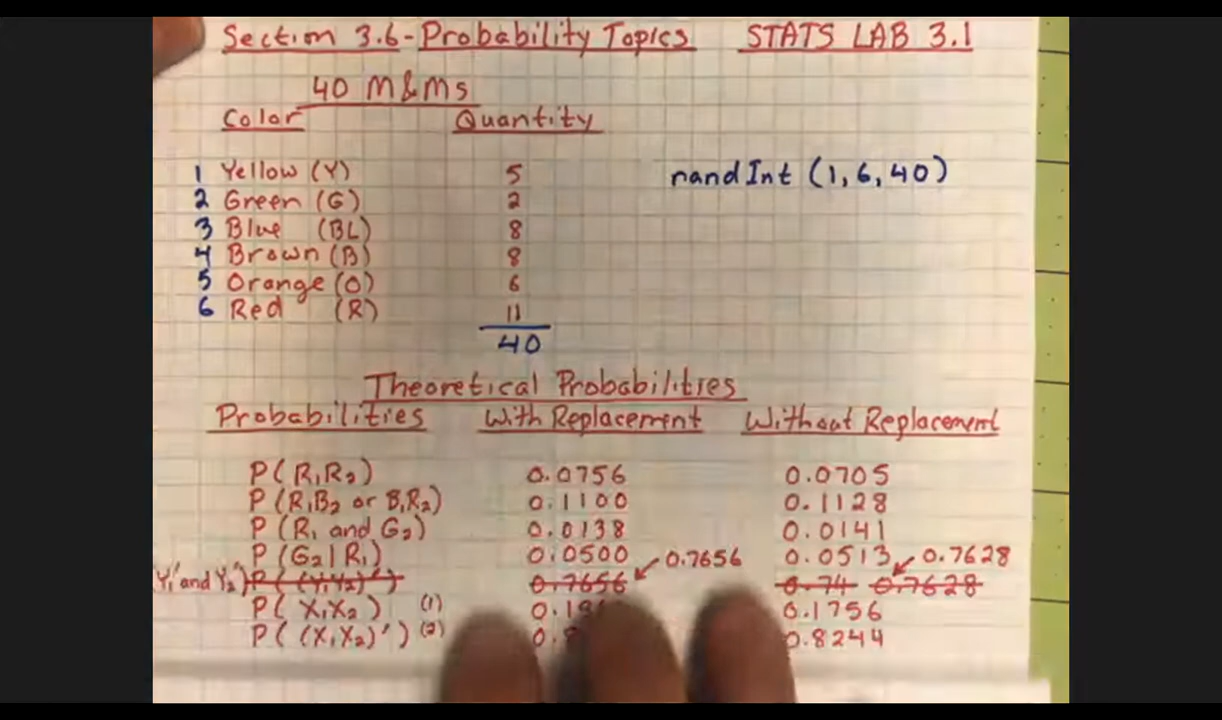 Section 3.6-Probability Topics STATS LAB 3.1
40 M&Ms
Color Quantity
1 Yellow (Y) 5 randInt (1,6,40)
2 Green (G) 2
3 Blue (BL) 8
4 Brown (B) 8
5 Orange (O) 6
6 Red (R) 11
40
Theoretical Probabilities
Probabilities With Replacement Without Replacement
P(R₁R₂) 0.0756 0.0705
P(R₁B₂ or B₁R₂) 0.1100 0.1128
P(R₁ and G₂) 0.0138 0.0141
P(G₂|R₁) 0.0500 0.7656 0.0513 0.7628
Y₁' and Y₂') P((Y₁Y₂)') 0.7656 0.74 0.7628
P(X₁X₂) (1) 0.1756
P((X₁X₂)') (2) 0.8244